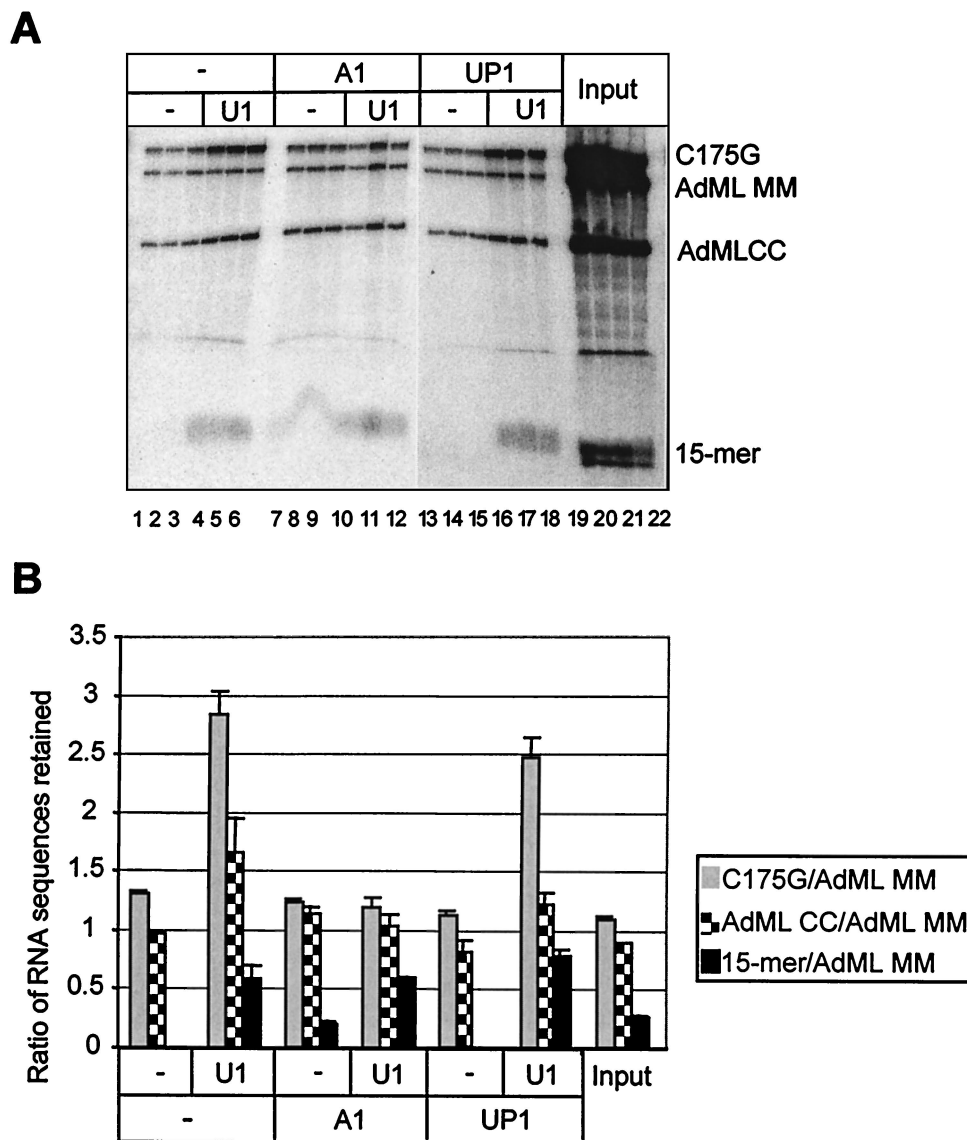 A
- A1 UP1 Input
- U1 - U1 - U1
C175G
AdML MM
AdMLCC
15-mer
1 2 3 4 5 6 7 8 9 10 11 12 13 14 15 16 17 18 19 20 21 22
B
Ratio of RNA sequences retained
3.5
3
2.5
2
1.5
1
0.5
0
C175G/AdML MM
AdML CC/AdML MM
15-mer/AdML MM
- U1 - U1 - U1 Input
- A1 UP1